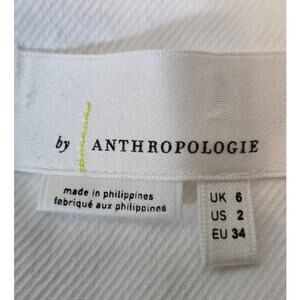 by ANTHROPOLOGIE
made in philippines
fabriqué aux philippines
UK 6
US 2
EU 34